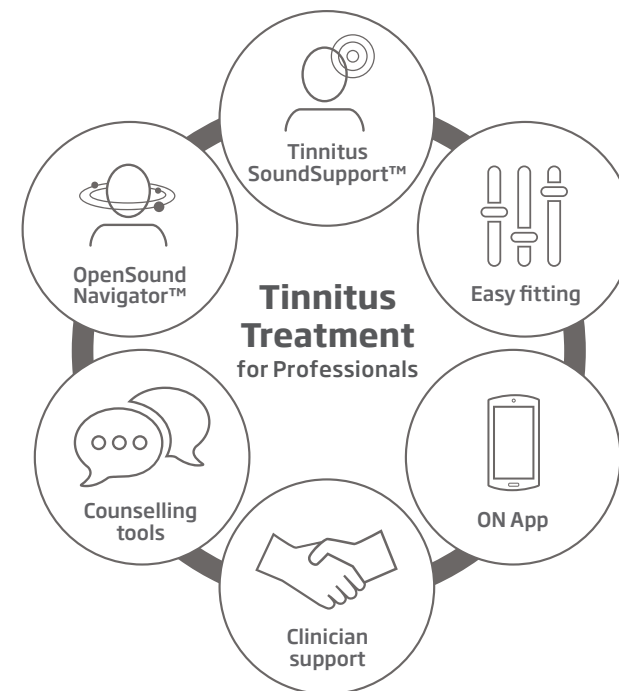 Tinnitus
SoundSupport™
OpenSound
Navigator™
Easy fitting
Tinnitus
Treatment
for Professionals
Counselling
tools
ON App
Clinician
support